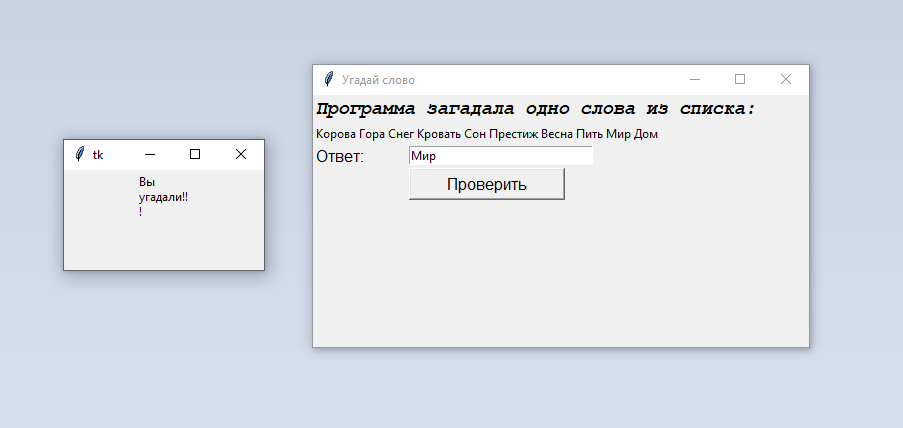 tk
Вы
угадали!!
!
Угадай слово
Программа загадала одно слова из списка:
Корова Гора Снег Кровать Сон Престиж Весна Пить Мир Дом
Ответ: Мир
Проверить